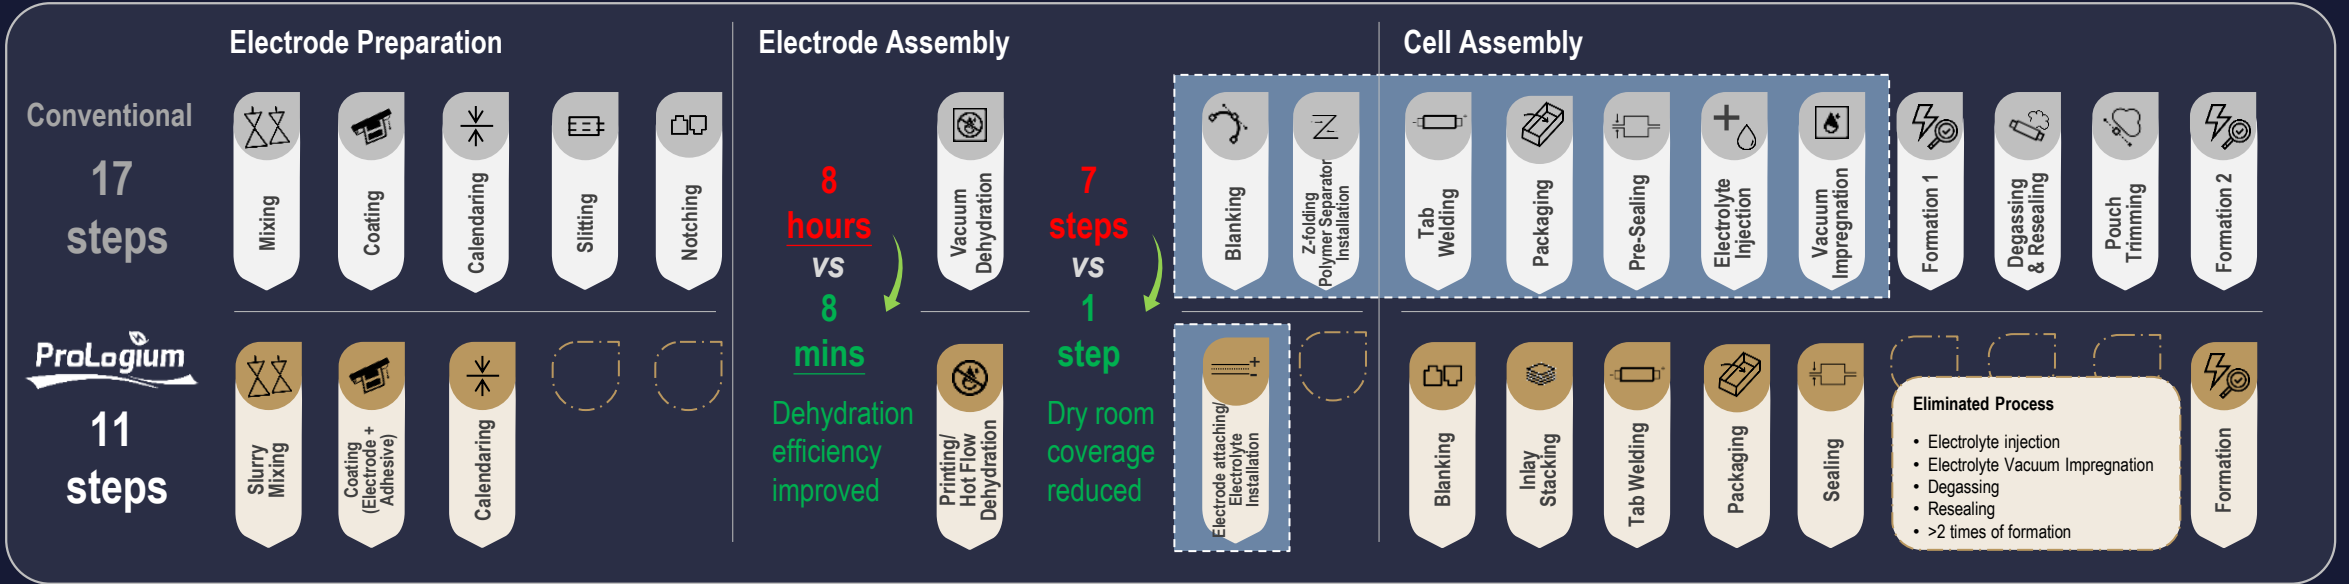 Electrode Preparation
Electrode Assembly
Cell Assembly
Conventional
17
steps
Mixing
Coating
Calendaring
Slitting
Notching
8
hours
vs
8
mins
Dehydration
efficiency
improved
Vacuum
Dehydration
7
steps
vs
1
step
Dry room
coverage
reduced
Blanking
Z-folding
Polymer Separator
Installation
Tab
Welding
Packaging
Pre-Sealing
Electrolyte
Injection
Vacuum
Impregnation
Formation 1
Degassing
& Resealing
Pouch
Trimming
Formation 2
ProLogium
11
steps
Slurry
Mixing
Coating
(Electrode +
Adhesive)
Calendaring
Printing/
Hot Flow
Dehydration
Electrode attaching/
Electrolyte
Installation
Blanking
Inlay
Stacking
Tab Welding
Packaging
Sealing
Eliminated Process
• Electrolyte injection
• Electrolyte Vacuum Impregnation
• Degassing
• Resealing
• >2 times of formation
Formation